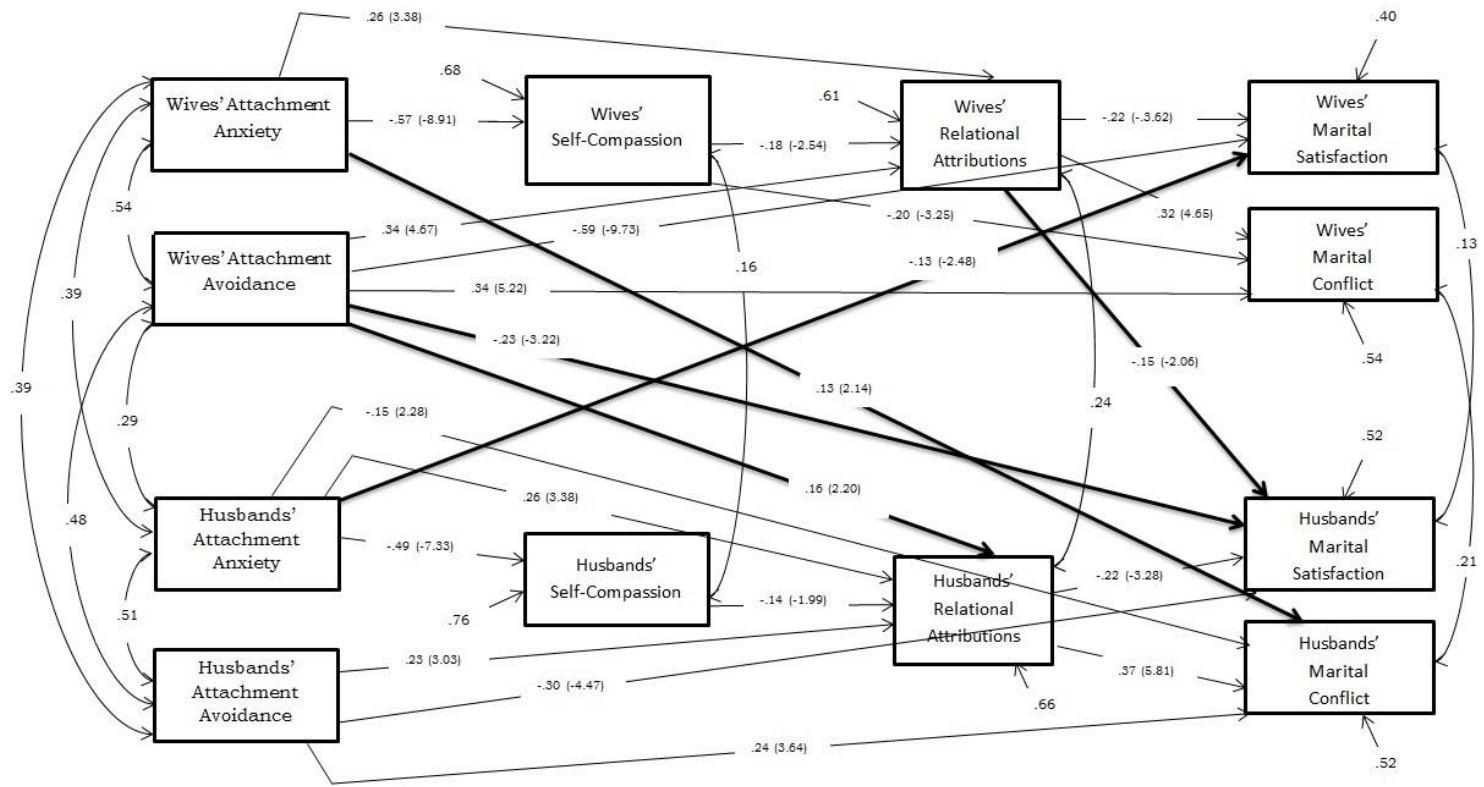 .26 (3.38)
.40
.68
.61
Wives' Attachment
Anxiety
-.57 (-8.91)
Wives'
Self-Compassion
-.18 (-2.54)
Wives'
Relational
Attributions
-.22 (-.3.62)
Wives'
Marital
Satisfaction
.54
.34 (4.67)
-.59 (-9.73)
-.20 (-3.25)
.32 (4.65)
.13
Wives' Attachment
Avoidance
.39
.34 (5.22)
.16
-.13 (-2.48)
Wives'
Marital
Conflict
-.23 (-3.22)
-.15 (-2.06)
.54
.39
.13 (2.14)
.24
.29
-.15 (2.28)
.52
.48
.26 (3.38)
.16 (2.20)
Husbands'
Attachment
Anxiety
-.49 (-7.33)
Husbands'
Self-Compassion
-.14 (-1.99)
Husbands'
Relational
Attributions
-.22 (-3.28)
Husbands'
Marital
Satisfaction
.21
.51
.76
Husbands'
Attachment
Avoidance
.23 (3.03)
-.30 (-4.47)
.66
.37 (5.81)
Husbands'
Marital
Conflict
.24 (3.64)
.52